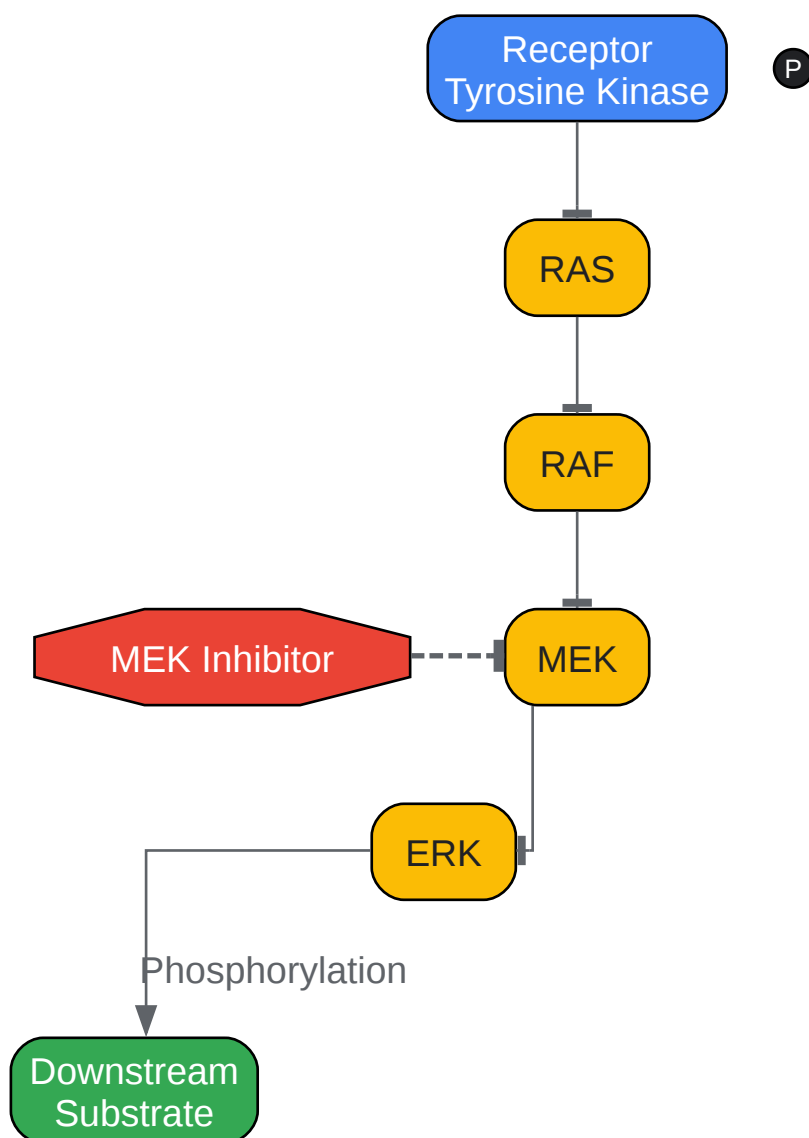 Receptor
Tyrosine Kinase
P
RAS
RAF
MEK Inhibitor
MEK
ERK
Phosphorylation
Downstream
Substrate